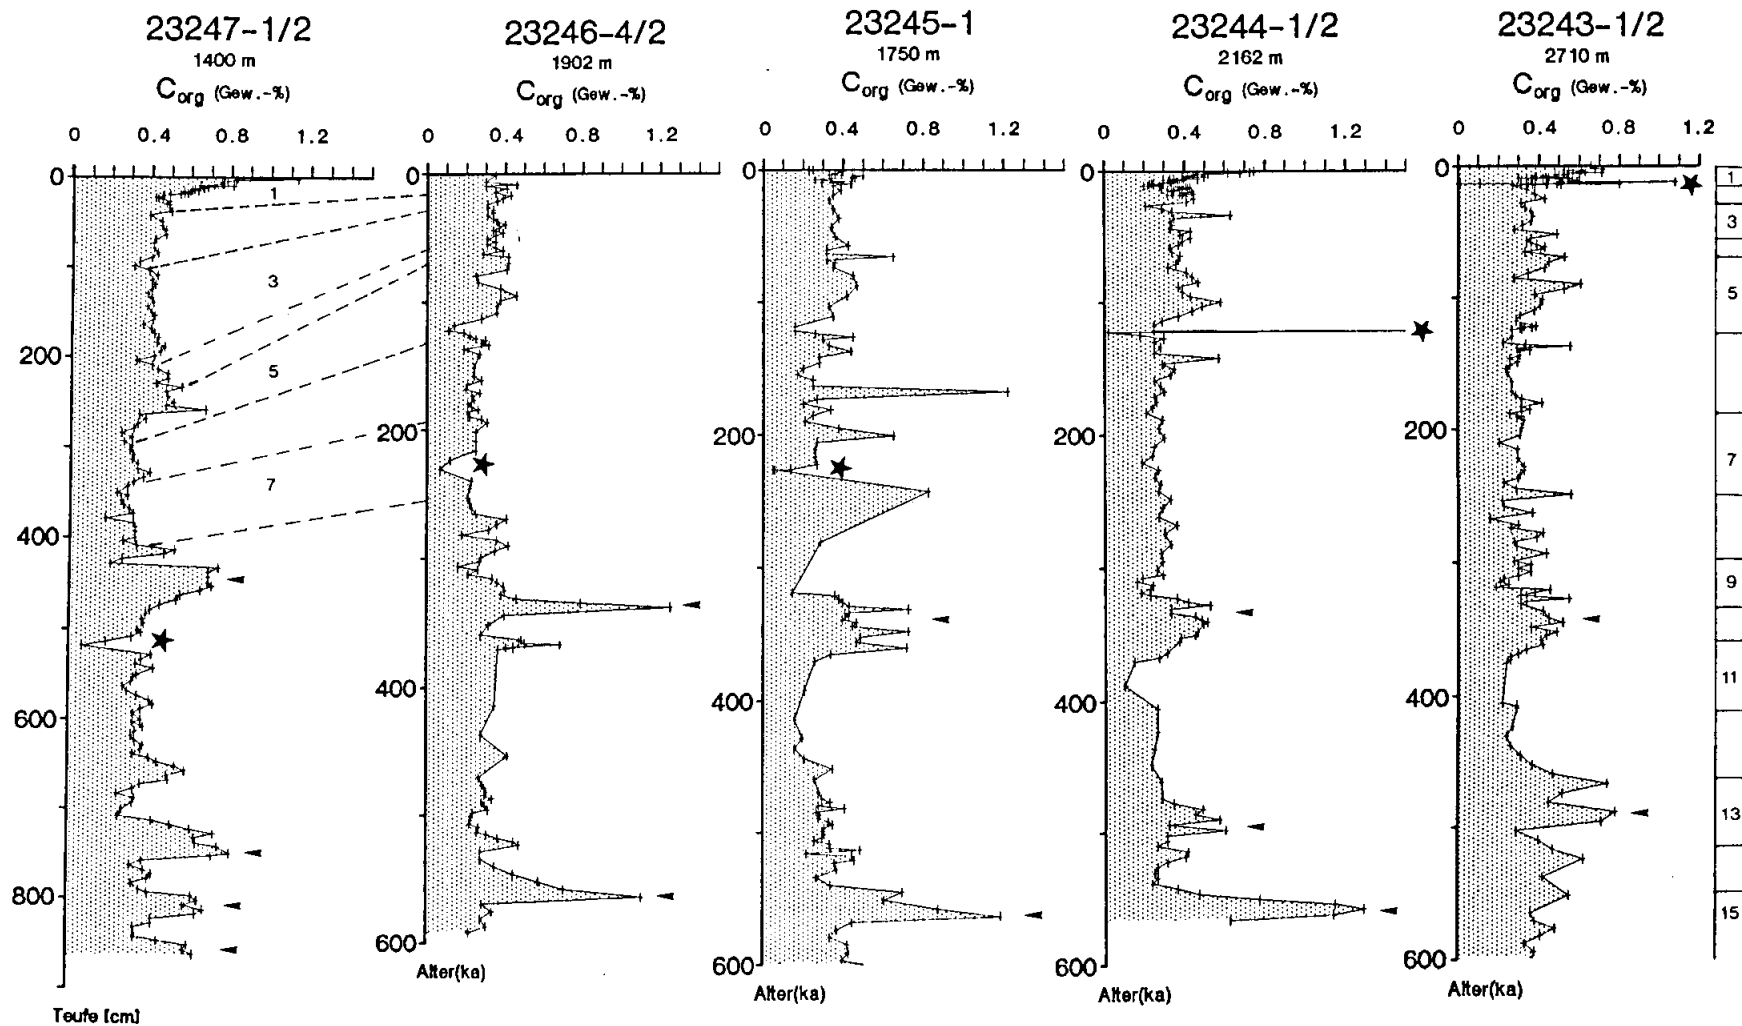 23247-1/2
1400 m
Corg (Gew.-%)
0 0.4 0.8 1.2
0
200
400
600
800
Teufe [cm]
1
3
5
7
23246-4/2
1902 m
Corg (Gew.-%)
0 0.4 0.8 1.2
0
200
400
600
Alter(ka)
23245-1
1750 m
Corg (Gew.-%)
0 0.4 0.8 1.2
0
200
400
600
Alter(ka)
23244-1/2
2162 m
Corg (Gew.-%)
0 0.4 0.8 1.2
0
200
400
600
Alter(ka)
23243-1/2
2710 m
Corg (Gew.-%)
0 0.4 0.8 1.2
0
200
400
600
Alter(ka)
1
3
5
7
9
11
13
15